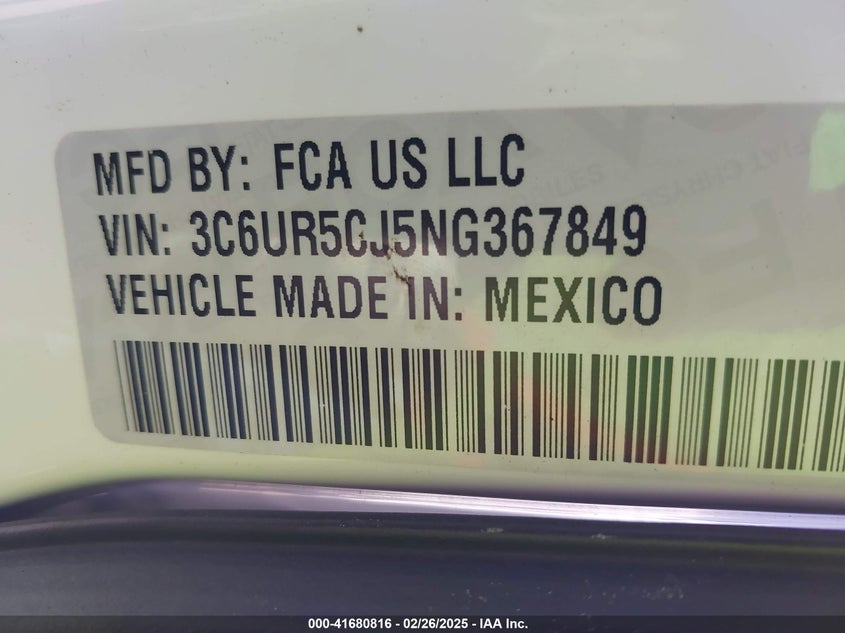 MFD BY: FCA US LLC
VIN: 3C6UR5CJ5NG367849
VEHICLE MADE IN: MEXICO
000-41680816 - 02/26/2025 - IAA Inc.